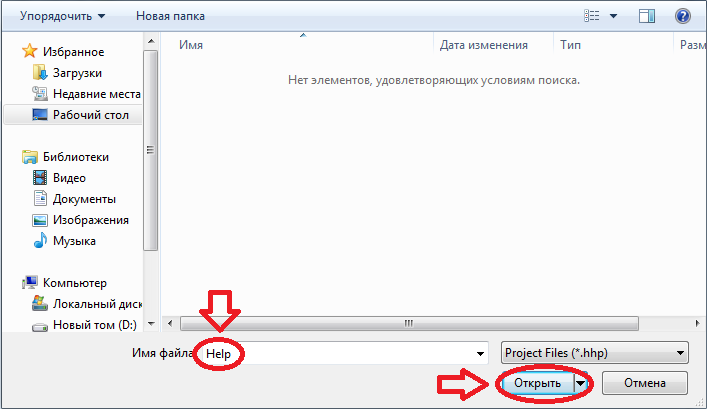 Упорядочить Новая папка
Имя Дата изменения Тип Разм
Нет элементов, удовлетворяющих условиям поиска.
Избранное
Загрузки
Недавние места
Рабочий стол
Библиотеки
Видео
Документы
Изображения
Музыка
Компьютер
Локальный диск
Новый том (D:)
Имя файла: Help Project Files (*.hhp)
Открыть Отмена